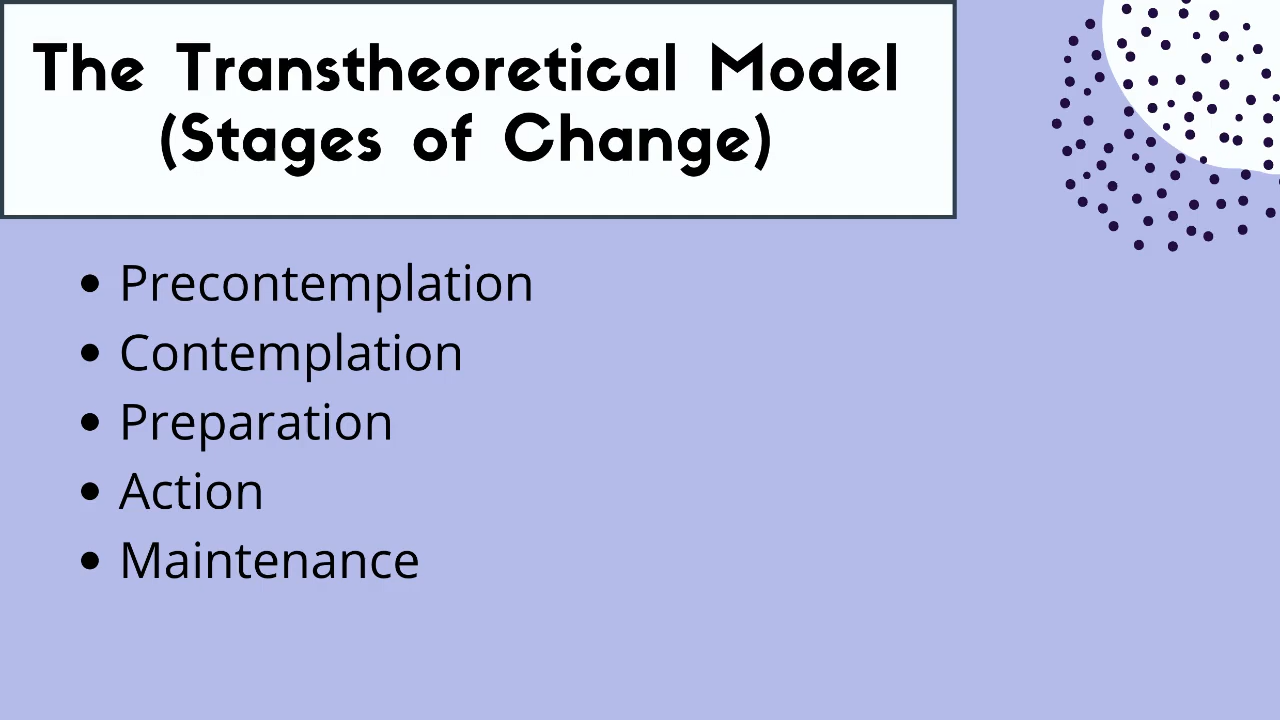 The Transtheoretical Model
(Stages of Change)
• Precontemplation
• Contemplation
• Preparation
• Action
• Maintenance